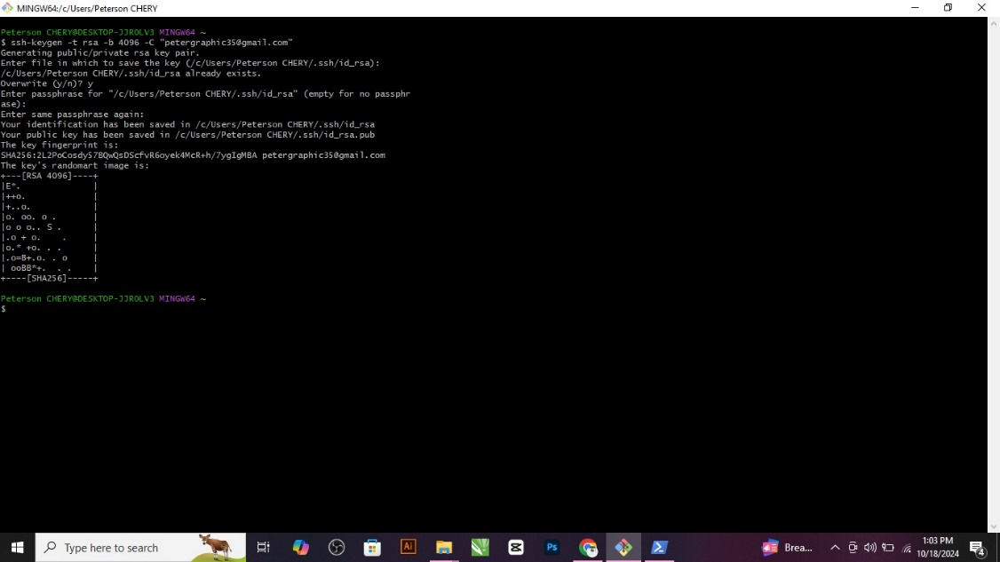 MINGW64:/c/Users/Peterson CHERY
Peterson CHERY@DESKTOP-JJROLV3 MINGW64 ~
$ ssh-keygen -t rsa -b 4096 -C "petergraphic35@gmail.com"
Generating public/private rsa key pair.
Enter file in which to save the key (/c/Users/Peterson CHERY/.ssh/id_rsa):
/c/Users/Peterson CHERY/.ssh/id_rsa already exists.
Overwrite (y/n)? y
Enter passphrase for "/c/Users/Peterson CHERY/.ssh/id_rsa" (empty for no passphr
ase):
Enter same passphrase again:
Your identification has been saved in /c/Users/Peterson CHERY/.ssh/id_rsa
Your public key has been saved in /c/Users/Peterson CHERY/.ssh/id_rsa.pub
The key fingerprint is:
SHA256:2L2PoCosdy57BQwQsDScfvR6oyek4McR+h/7ygIgMBA petergraphic35@gmail.com
The key's randomart image is:
+---[RSA 4096]----+
|E*.              |
|++o.             |
|+..o.            |
|o. oo. o .       |
|o o o.. S .      |
|.o + o.    .     |
|o.* +o. . .      |
|.o=B+.o. . o     |
| ooBB*+.  . .    |
+----[SHA256]-----+
Peterson CHERY@DESKTOP-JJROLV3 MINGW64 ~
$
Type here to search
Ai
Ps
Brea...
1:03 PM
10/18/2024
4